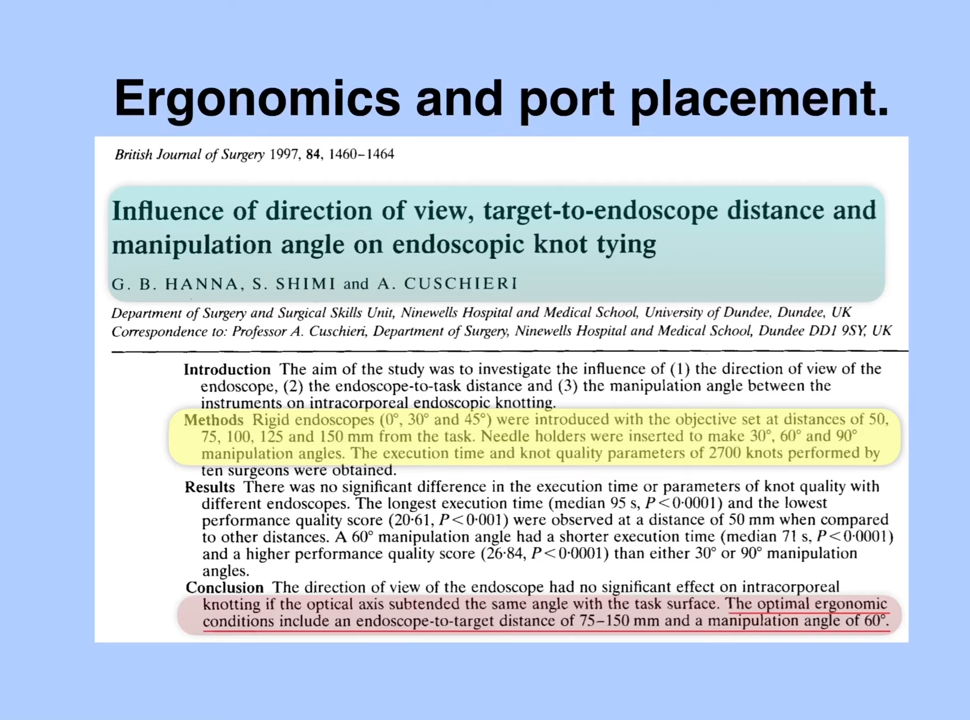 Ergonomics and port placement.
British Journal of Surgery 1997, 84, 1460–1464
Influence of direction of view, target-to-endoscope distance and
manipulation angle on endoscopic knot tying
G. B. HANNA, S. SHIMI and A. CUSCHIERI
Department of Surgery and Surgical Skills Unit, Ninewells Hospital and Medical School, University of Dundee, Dundee, UK
Correspondence to: Professor A. Cuschieri, Department of Surgery, Ninewells Hospital and Medical School, Dundee DD1 9SY, UK
Introduction The aim of the study was to investigate the influence of (1) the direction of view of the
endoscope, (2) the endoscope-to-task distance and (3) the manipulation angle between the
instruments on intracorporeal endoscopic knotting.
Methods Rigid endoscopes (0°, 30° and 45°) were introduced with the objective set at distances of 50,
75, 100, 125 and 150 mm from the task. Needle holders were inserted to make 30°, 60° and 90°
manipulation angles. The execution time and knot quality parameters of 2700 knots performed by
ten surgeons were obtained.
Results There was no significant difference in the execution time or parameters of knot quality with
different endoscopes. The longest execution time (median 95 s, P<0·0001) and the lowest
performance quality score (20·61, P<0·001) were observed at a distance of 50 mm when compared
to other distances. A 60° manipulation angle had a shorter execution time (median 71 s, P<0·0001)
and a higher performance quality score (26·84, P<0·0001) than either 30° or 90° manipulation
angles.
Conclusion The direction of view of the endoscope had no significant effect on intracorporeal
knotting if the optical axis subtended the same angle with the task surface. The optimal ergonomic
conditions include an endoscope-to-target distance of 75–150 mm and a manipulation angle of 60°.